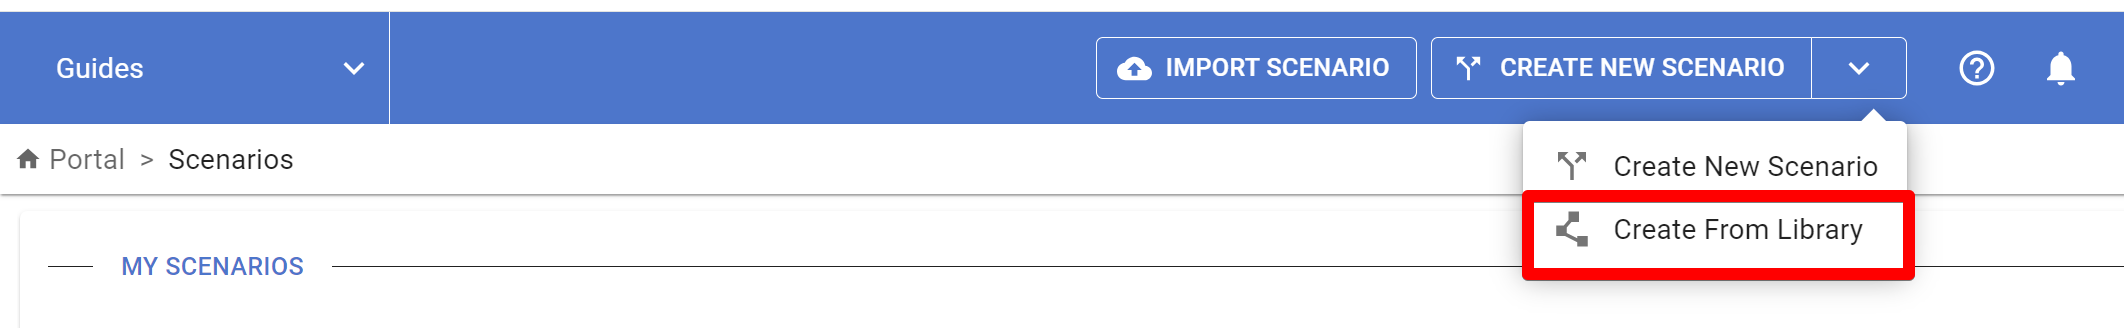 Guides
IMPORT SCENARIO
CREATE NEW SCENARIO
Portal > Scenarios
Create New Scenario
Create From Library
MY SCENARIOS